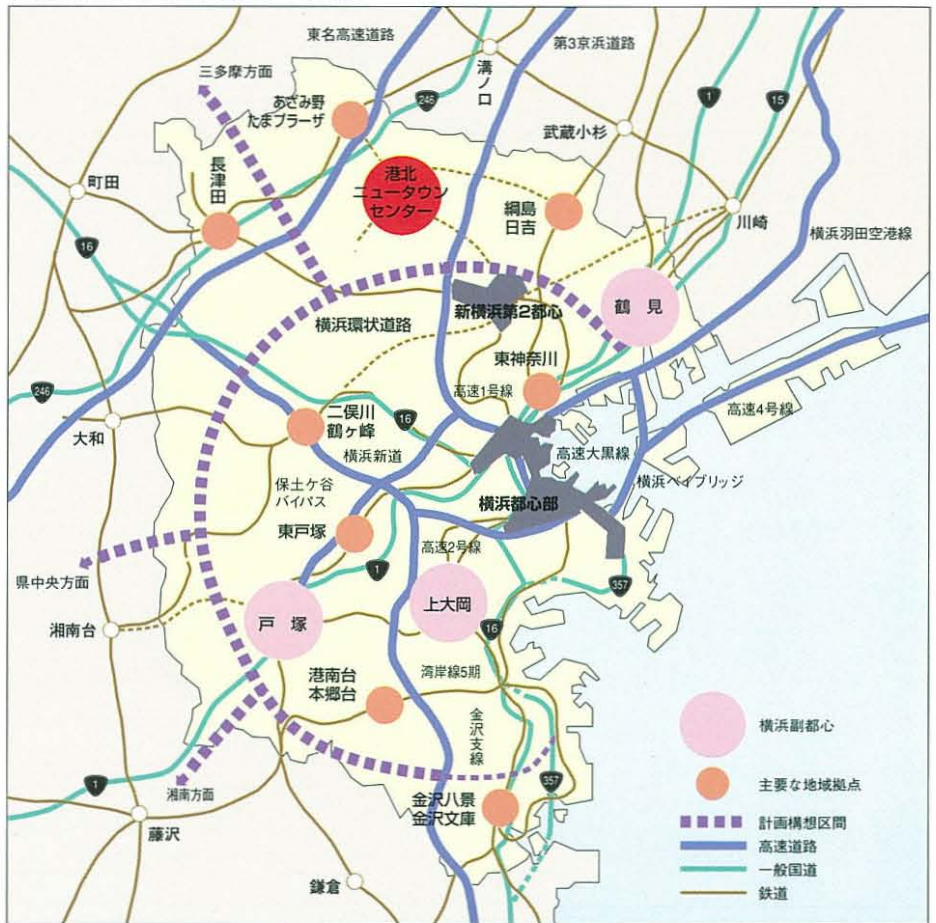 東名高速道路
第3京浜道路
三多摩方面
溝ノ口
246
1
15
あざみ野
たまプラーザ
武蔵小杉
町田
長津田
港北
ニュータウン
センター
綱島
日吉
川崎
横浜羽田空港線
16
鶴見
新横浜第2都心
横浜環状道路
東神奈川
246
高速1号線
高速4号線
大和
二俣川
鶴ヶ峰
16
横浜新道
高速大黒線
横浜ベイブリッジ
保土ケ谷
バイパス
横浜都心部
東戸塚
高速2号線
1
県中央方面
357
湘南台
戸塚
上大岡
16
港南台
本郷台
湾岸線5期
金沢支線
1
湘南方面
357
藤沢
金沢八景
金沢文庫
鎌倉
横浜副都心
主要な地域拠点
計画構想区間
高速道路
一般国道
鉄道